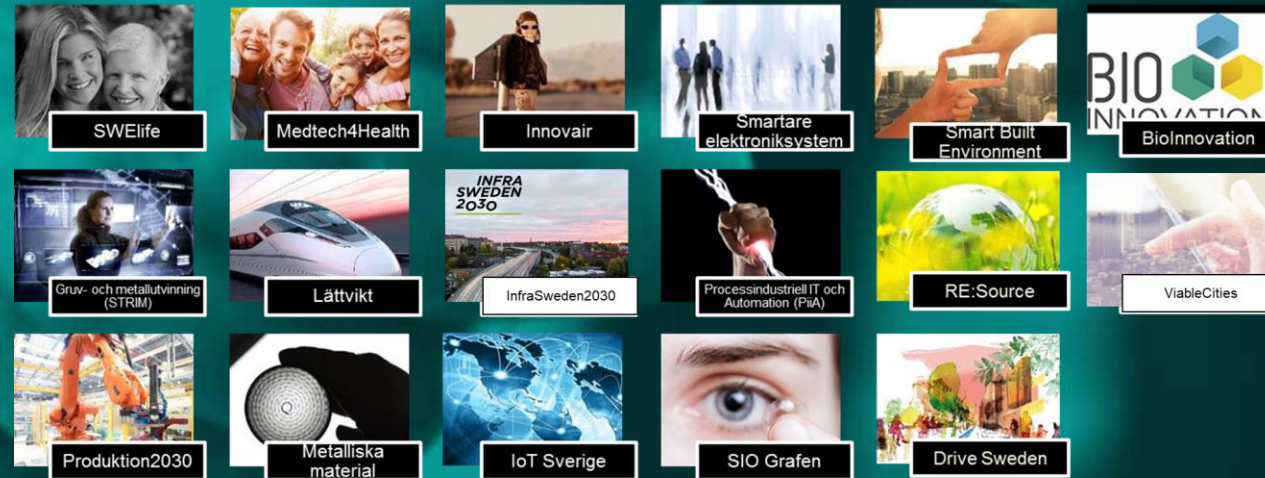 SWElife
Medtech4Health
Innovair
Smartare
elektroniksystem
Smart Built
Environment
BIO
INNOVATION
BioInnovation
Gruv- och metallutvinning
(STRIM)
Lättvikt
INFRA
SWEDEN
2030
InfraSweden2030
Processindustriell IT och
Automation (PiiA)
RE:Source
ViableCities
Produktion2030
Metalliska
material
IoT Sverige
SIO Grafen
Drive Sweden